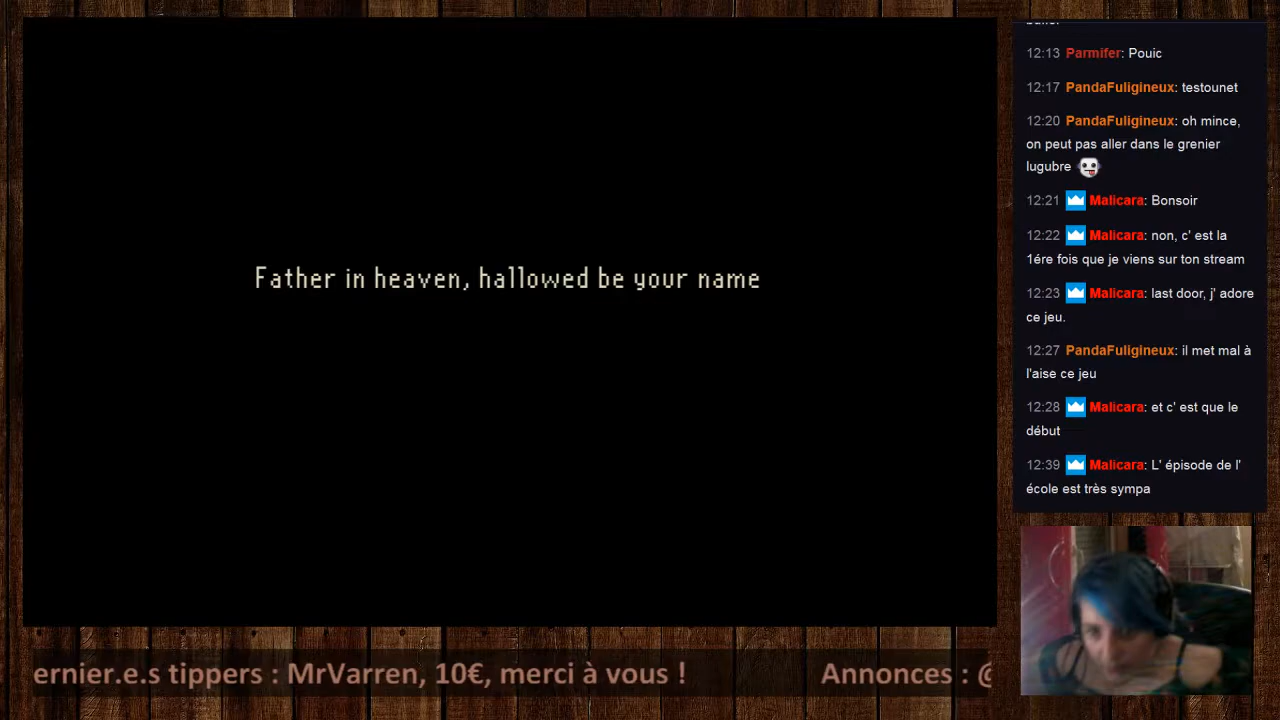 Father in heaven, hallowed be your name
12:13 Parmifer: Pouic
12:17 PandaFuligineux: testounet
12:20 PandaFuligineux: oh mince,
on peut pas aller dans le grenier
lugubre
12:21 Malicara: Bonsoir
12:22 Malicara: non, c' est la
1ére fois que je viens sur ton stream
12:23 Malicara: last door, j' adore
ce jeu.
12:27 PandaFuligineux: il met mal à
l'aise ce jeu
12:28 Malicara: et c' est que le
début
12:39 Malicara: L' épisode de l'
école est très sympa
ernier.e.s tippers : MrVarren, 10€, merci à vous ! Annonces : @